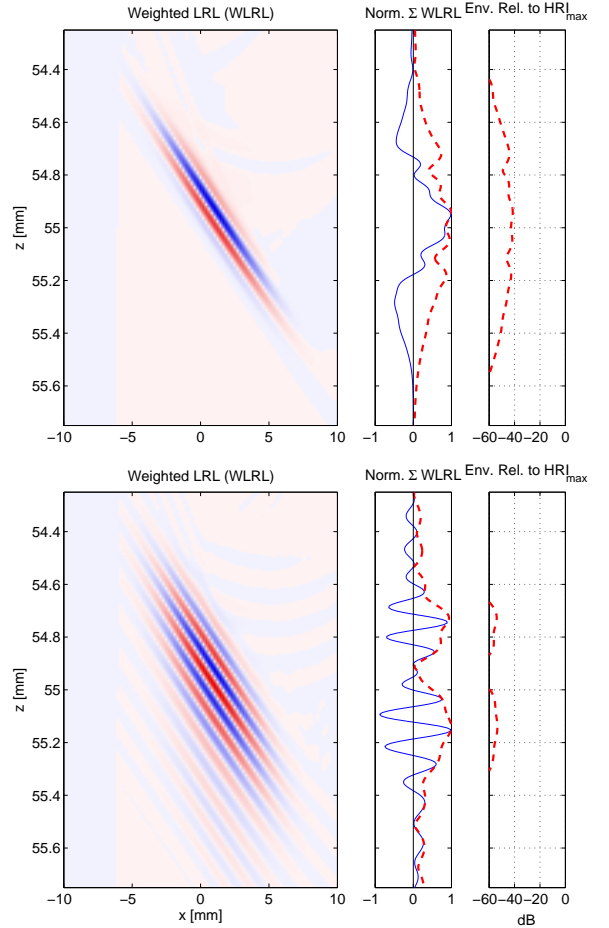 Weighted LRL (WLRL)
Norm. Σ WLRL
Env. Rel. to HRI_max
z [mm]
54.4
54.6
54.8
55
55.2
55.4
55.6
−10 −5 0 5 10
−1 0 1
−60 −40 −20 0
Weighted LRL (WLRL)
Norm. Σ WLRL
Env. Rel. to HRI_max
z [mm]
54.4
54.6
54.8
55
55.2
55.4
55.6
−10 −5 0 5 10
−1 0 1
−60 −40 −20 0
x [mm]
dB